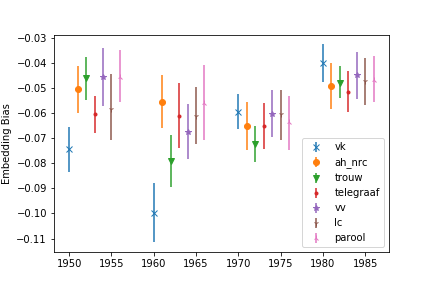 −0.03
−0.04
−0.05
−0.06
−0.07
−0.08
−0.09
−0.10
−0.11
Embedding Bias
1950 1955 1960 1965 1970 1975 1980 1985
vk
ah_nrc
trouw
telegraaf
vv
lc
parool